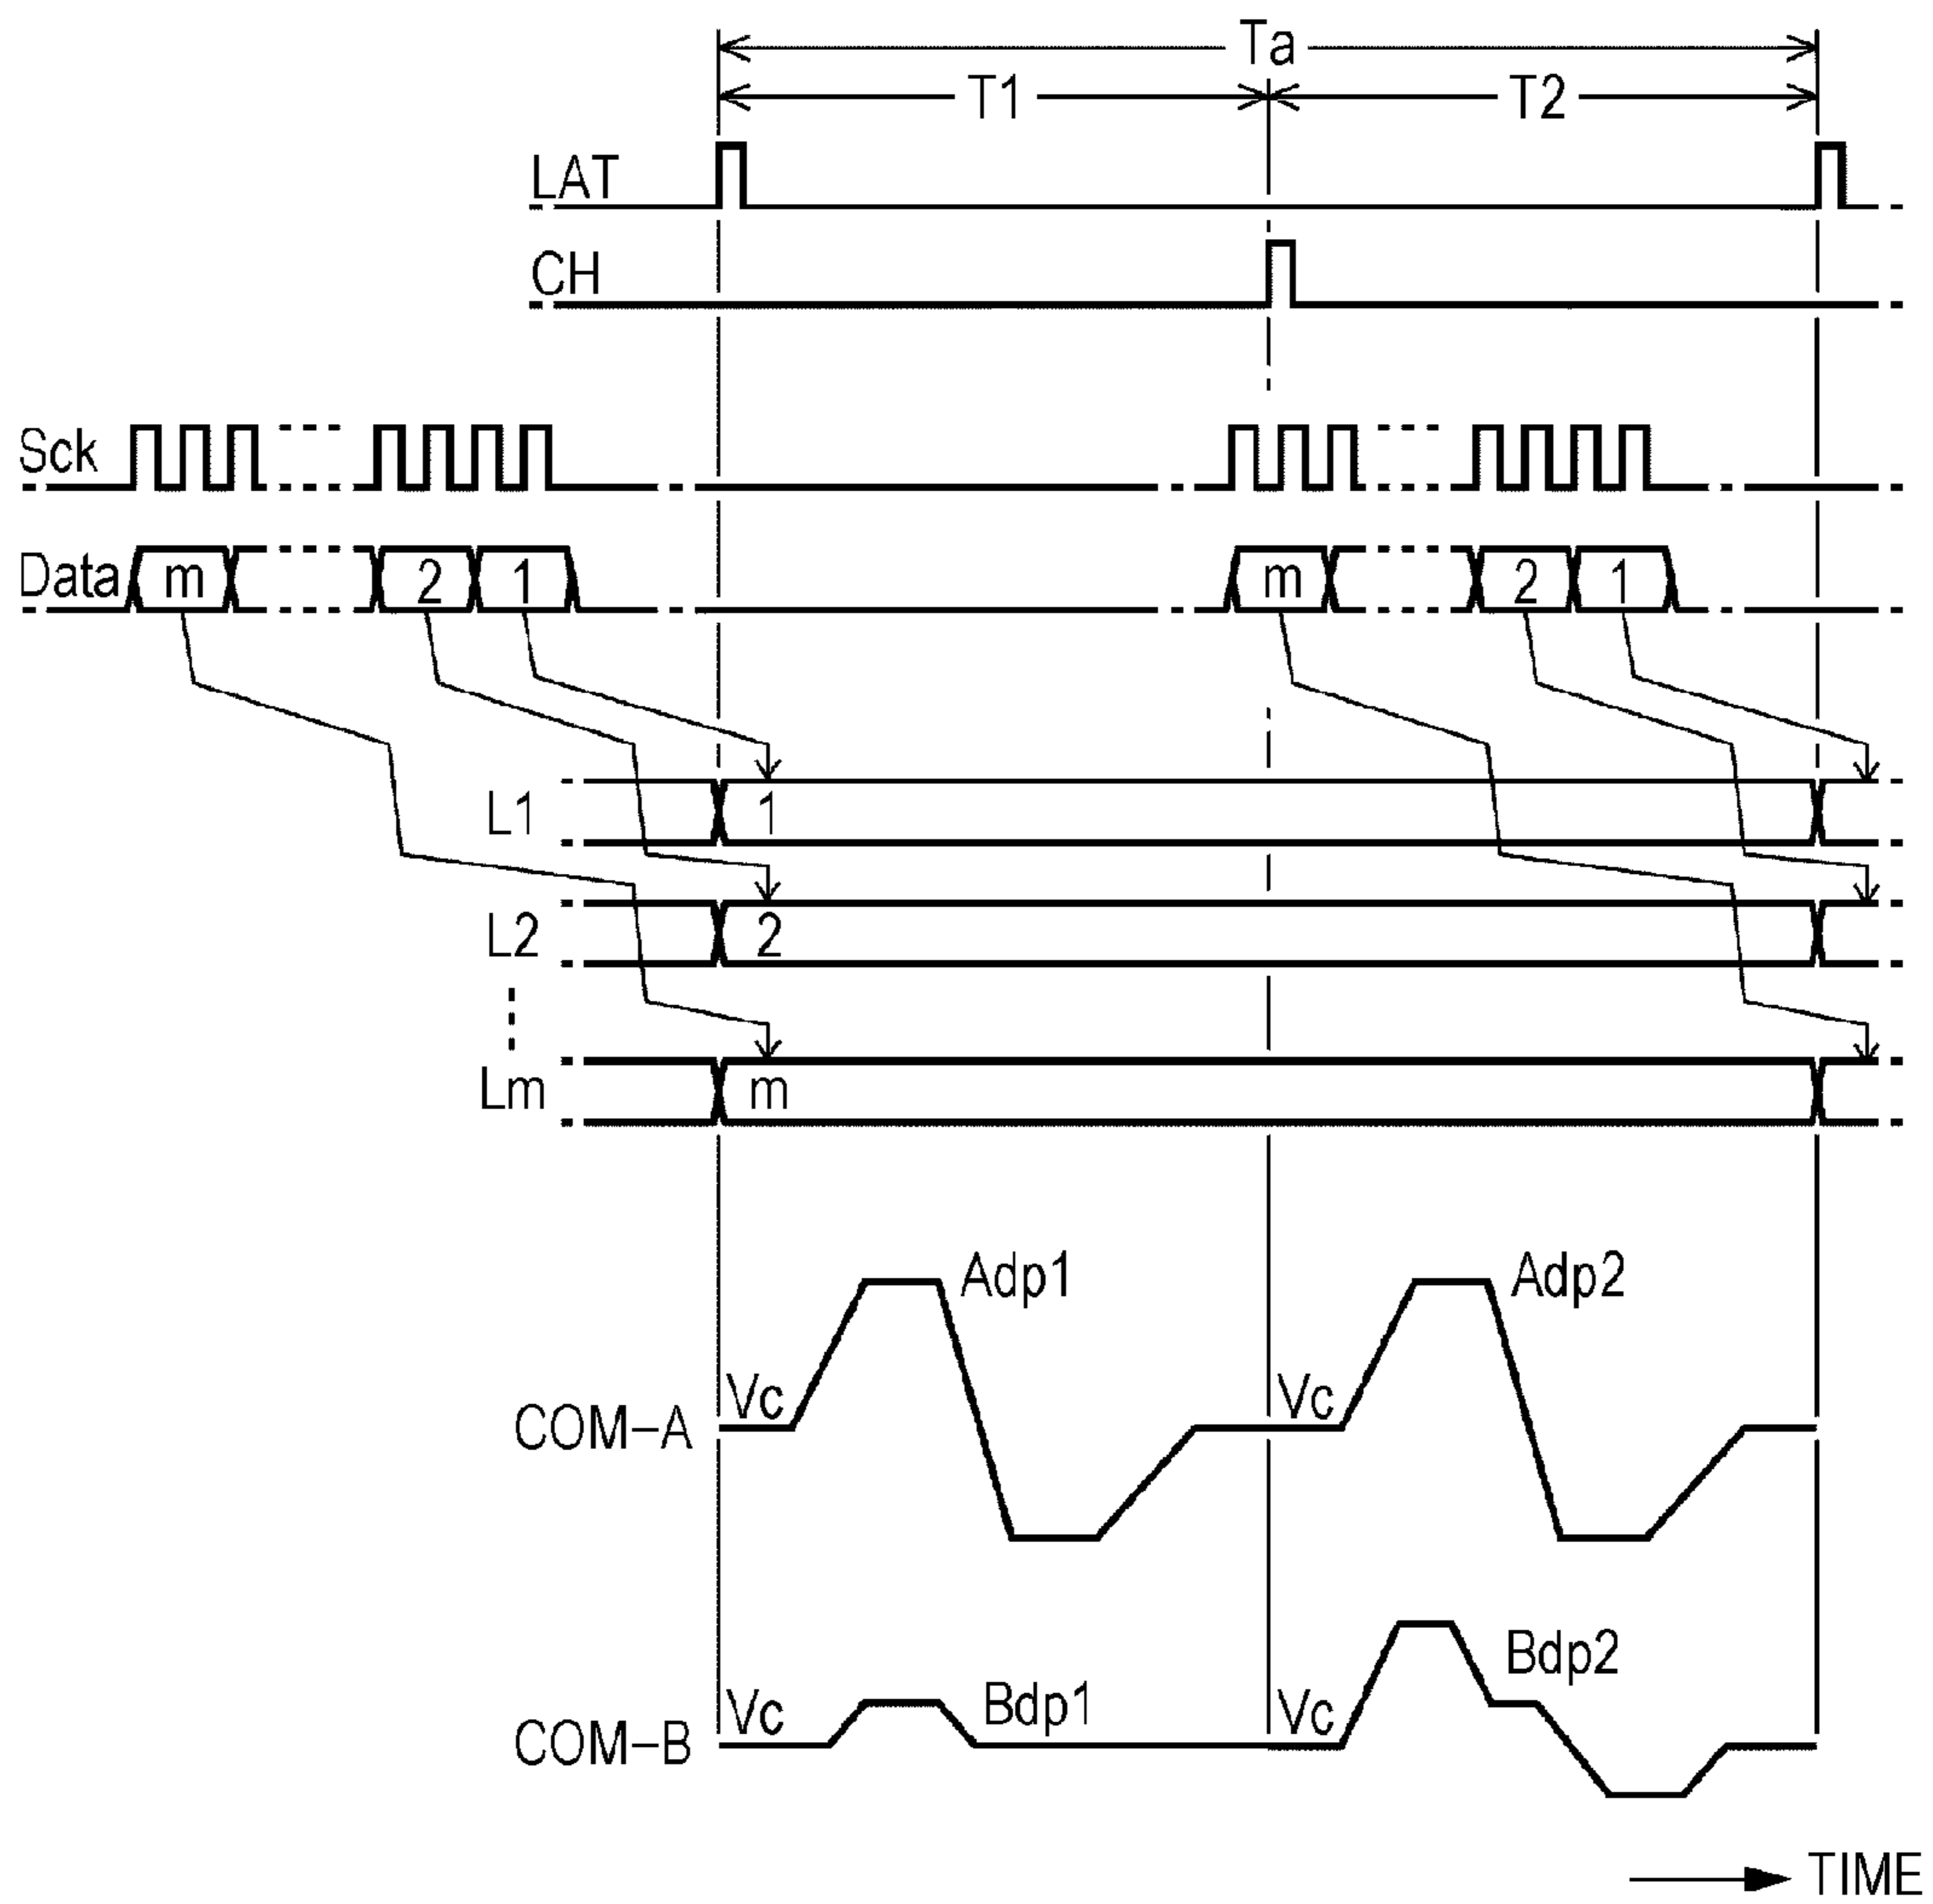 Ta
T1 T2
LAT
CH
Sck
Data m 2 1 m 2 1
L1 1
L2 2
Lm m
Adp1 Adp2
Vc Vc
COM-A
Bdp2
Bdp1
Vc Vc
COM-B
TIME